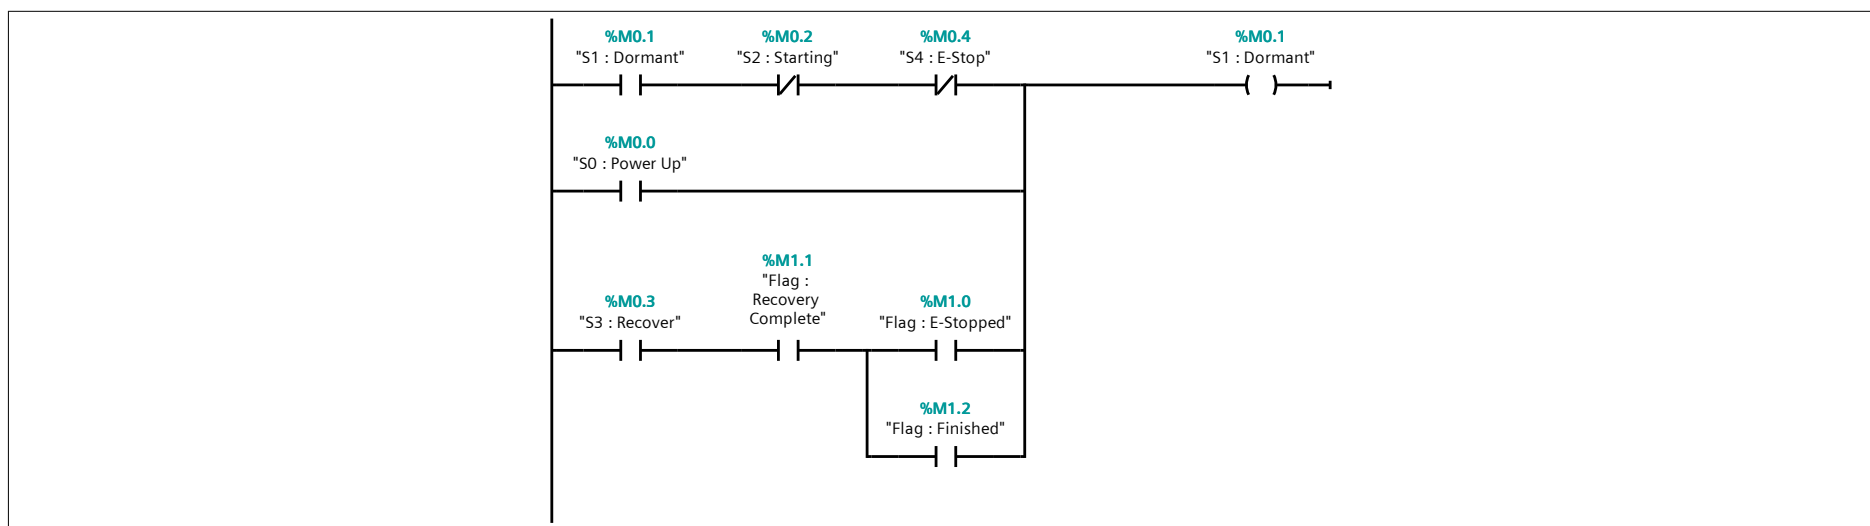 %M0.1
"S1 : Dormant"
%M0.2
"S2 : Starting"
%M0.4
"S4 : E-Stop"
%M0.1
"S1 : Dormant"
%M0.0
"S0 : Power Up"
%M0.3
"S3 : Recover"
%M1.1
"Flag :
Recovery
Complete"
%M1.0
"Flag : E-Stopped"
%M1.2
"Flag : Finished"